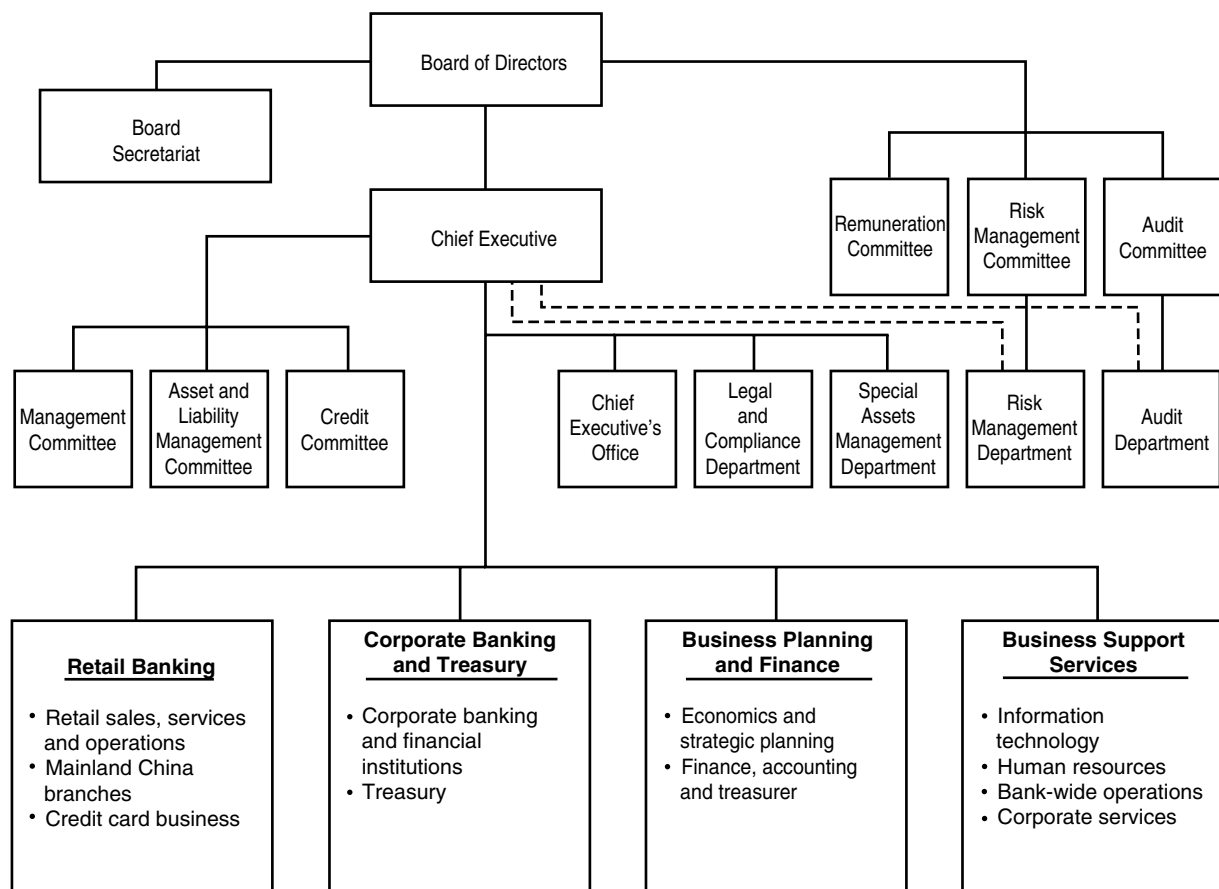 Board of Directors
Board
Secretariat
Chief Executive
Remuneration
Committee
Risk
Management
Committee
Audit
Committee
Management
Committee
Asset and
Liability
Management
Committee
Credit
Committee
Chief
Executive's
Office
Legal
and
Compliance
Department
Special
Assets
Management
Department
Risk
Management
Department
Audit
Department
Retail Banking
• Retail sales, services
and operations
• Mainland China
branches
• Credit card business
Corporate Banking
and Treasury
• Corporate banking
and financial
institutions
• Treasury
Business Planning
and Finance
• Economics and
strategic planning
• Finance, accounting
and treasurer
Business Support
Services
• Information
technology
• Human resources
• Bank-wide operations
• Corporate services